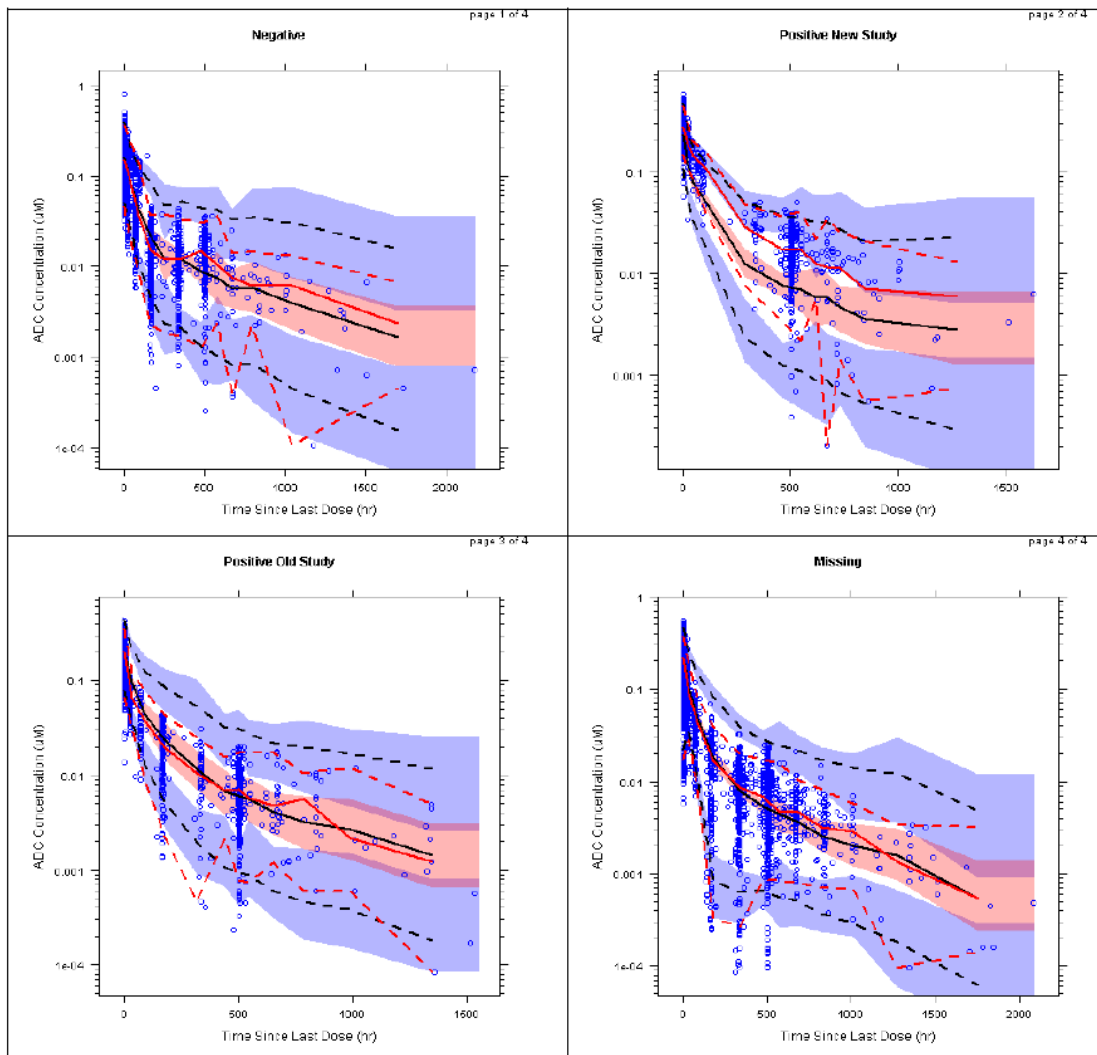 page 1 of 4
Negative
1
0.1
0.01
0.001
1e-04
ADC Concentration (uM)
0 500 1000 1500 2000
Time Since Last Dose (hr)
page 2 of 4
Positive New Study
0.1
0.01
0.001
ADC Concentration (uM)
0 500 1000 1500
Time Since Last Dose (hr)
page 3 of 4
Positive Old Study
0.1
0.01
0.001
1e-04
ADC Concentration (uM)
0 500 1000 1500
Time Since Last Dose (hr)
page 4 of 4
Missing
1
0.1
0.01
0.001
1e-04
ADC Concentration (uM)
0 500 1000 1500 2000
Time Since Last Dose (hr)